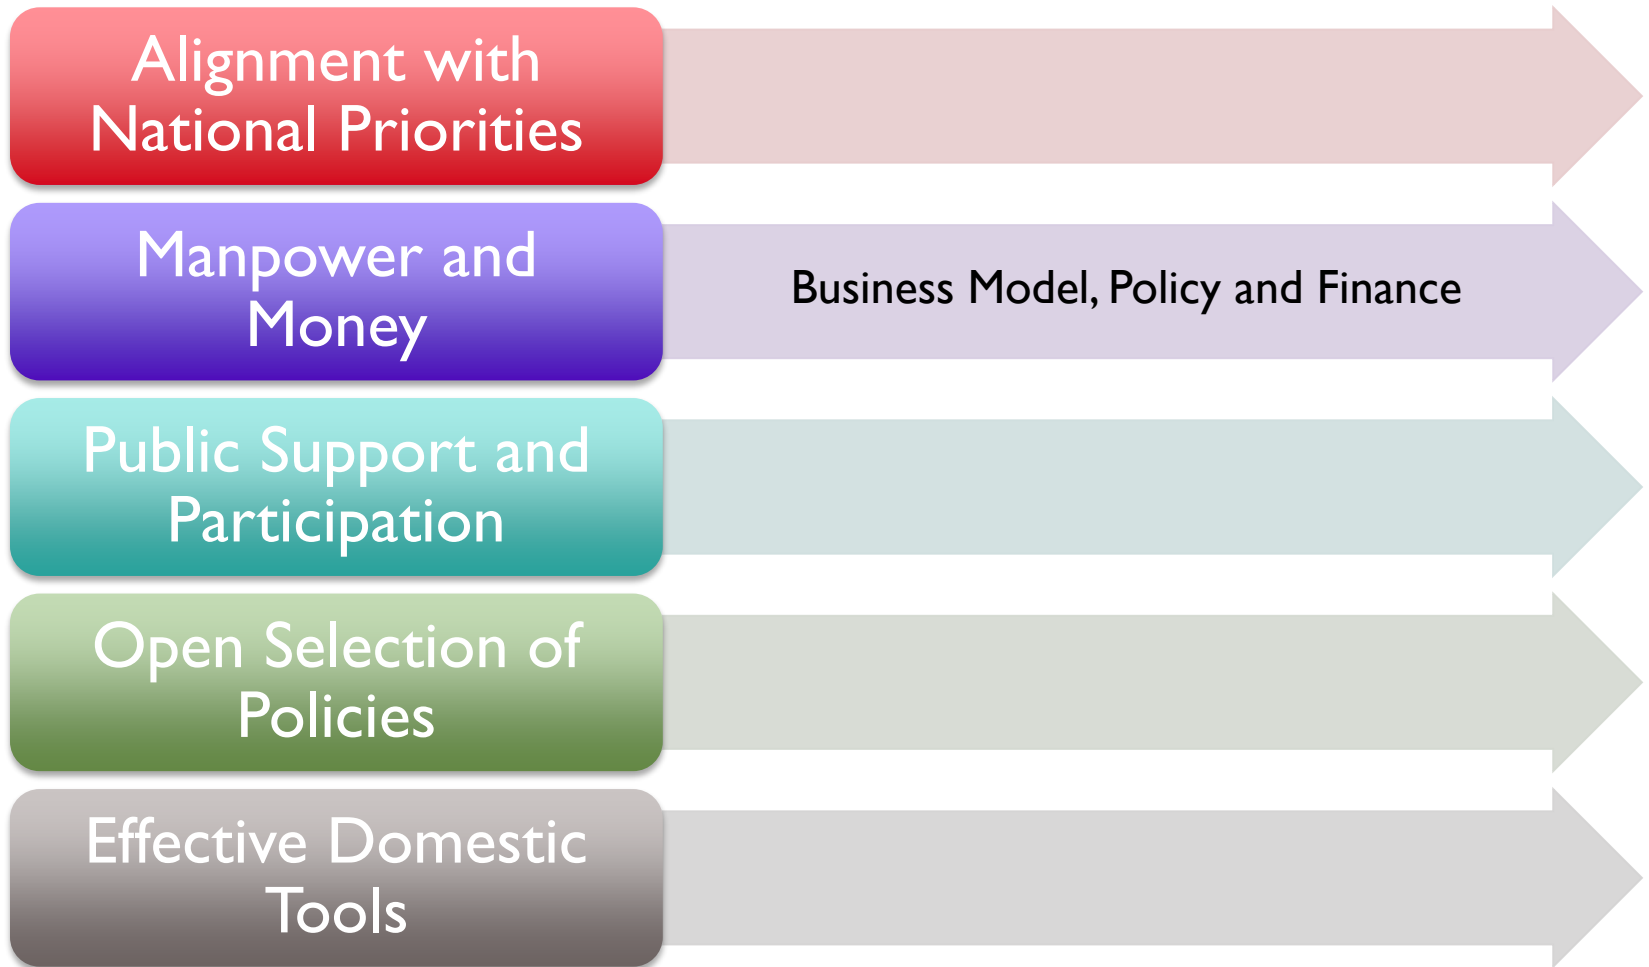 Alignment with
National Priorities
Manpower and
Money
Business Model, Policy and Finance
Public Support and
Participation
Open Selection of
Policies
Effective Domestic
Tools